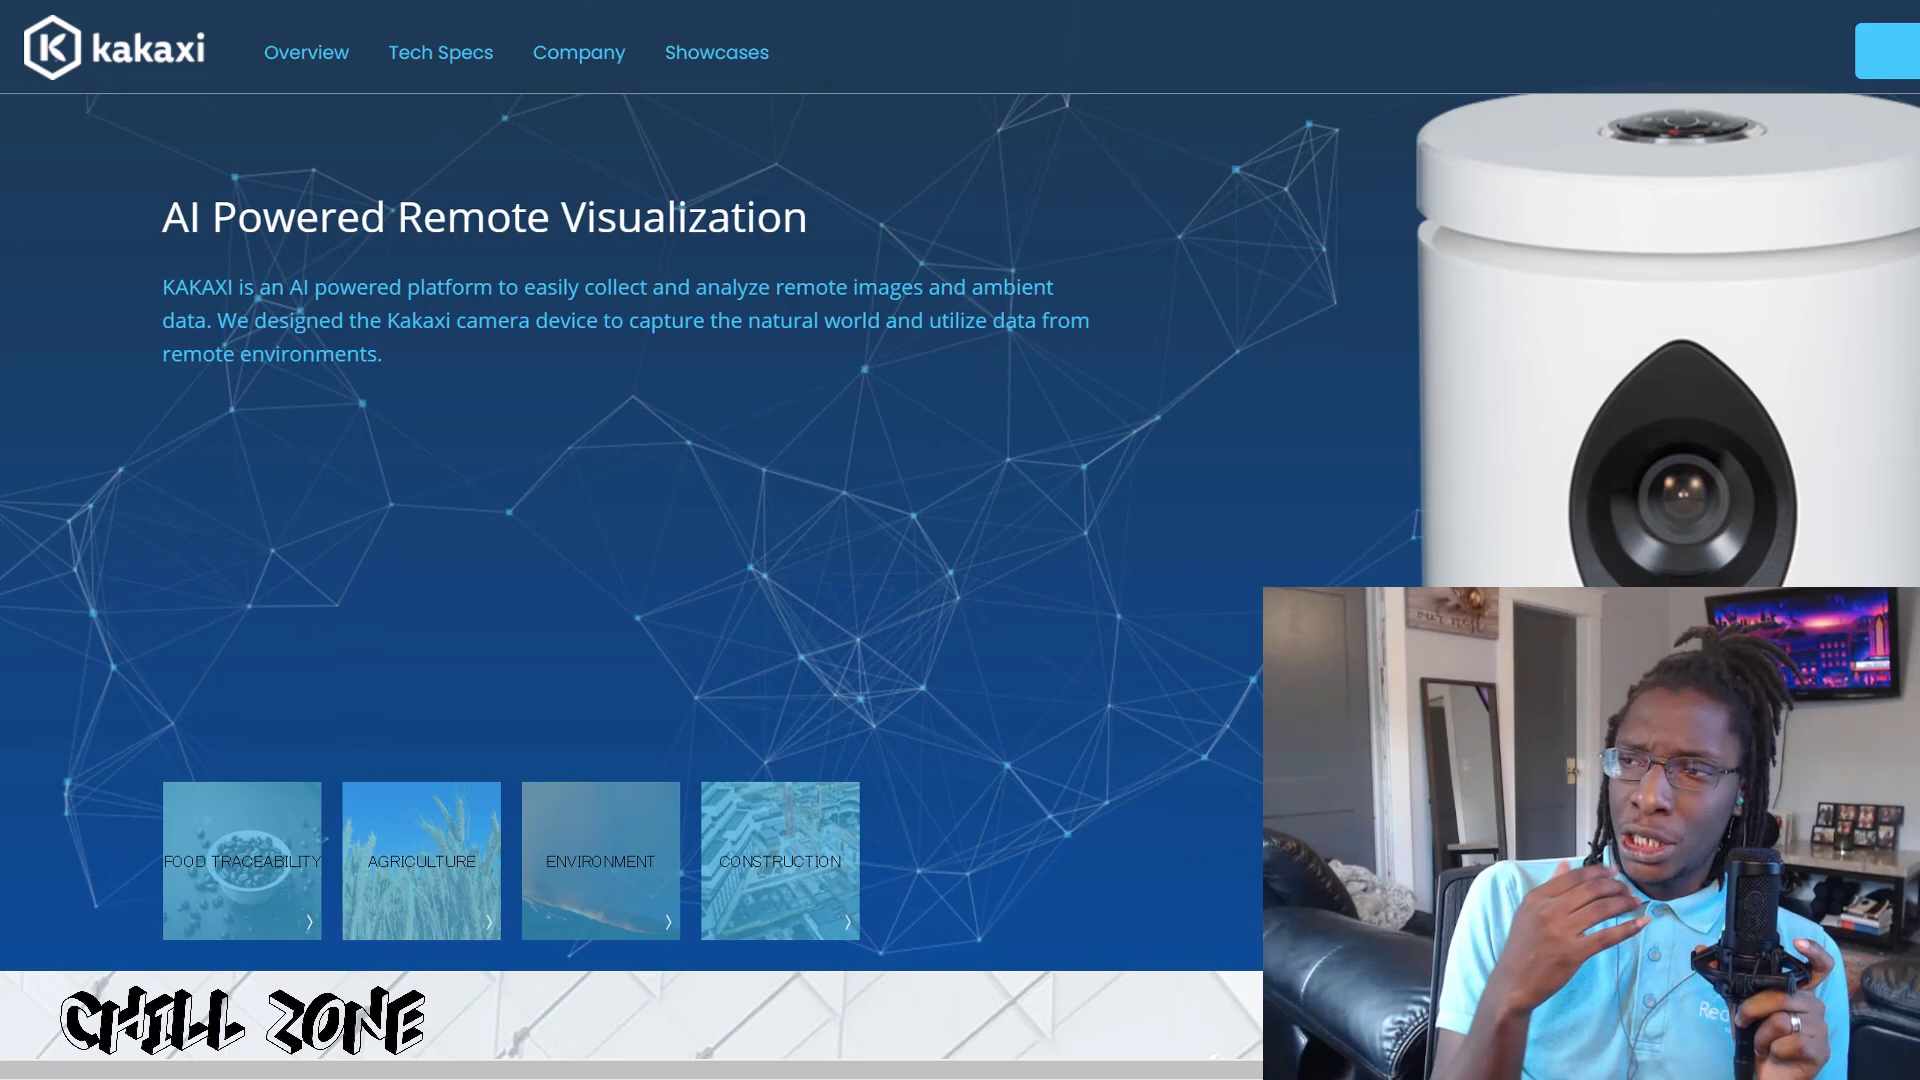 kakaxi
Overview
Tech Specs
Company
Showcases
AI Powered Remote Visualization
KAKAXI is an AI powered platform to easily collect and analyze remote images and ambient
data. We designed the Kakaxi camera device to capture the natural world and utilize data from
remote environments.
FOOD TRACEABILITY
AGRICULTURE
ENVIRONMENT
CONSTRUCTION
our nest
CHILL ZONE